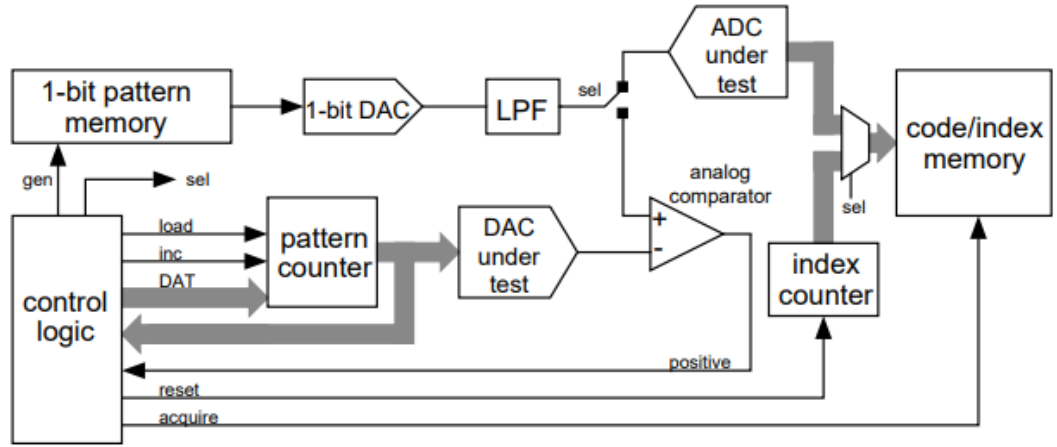 ADC
under
test
1-bit pattern
memory
1-bit DAC
LPF
sel
code/index
memory
gen
sel
analog
comparator
sel
load
inc
DAT
pattern
counter
DAC
under
test
+
-
index
counter
control
logic
positive
reset
acquire